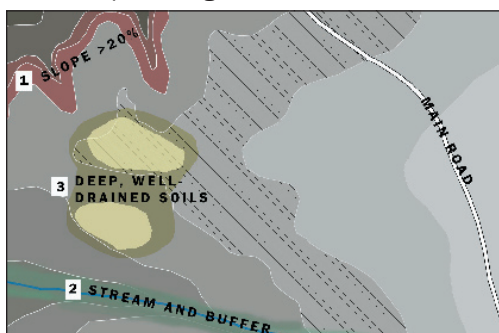 1 SLOPE >20%
MAIN ROAD
3 DEEP, WELL-
DRAINED SOILS
2 STREAM AND BUFFER